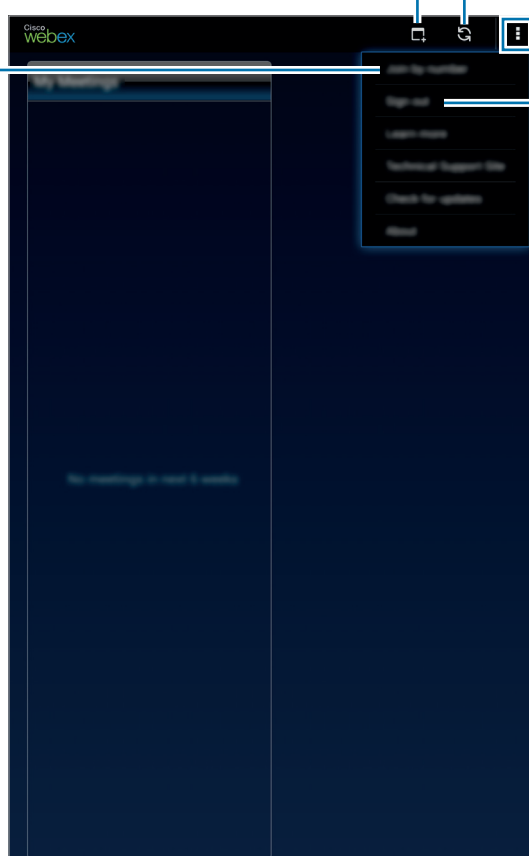 Cisco
webex
Join by number
My Meetings
Sign out
Learn more
Technical Support Site
Check for updates
About
No meetings in next 6 weeks